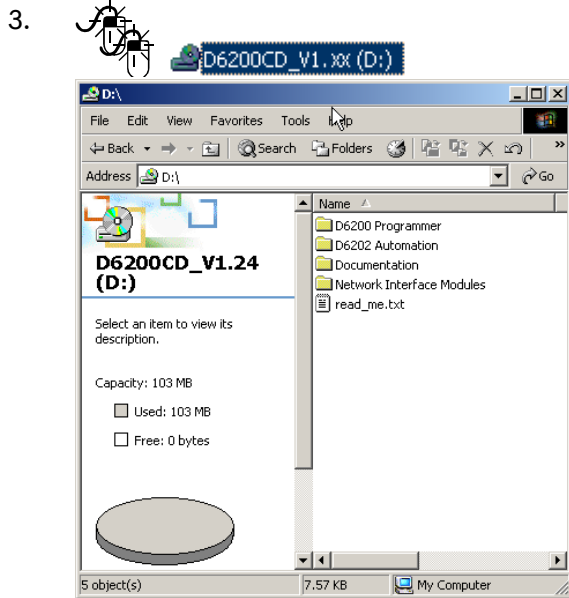 3.
D6200CD_V1.xx (D:)
D:\
File Edit View Favorites Tools Help
Back Search Folders »
Address D:\ Go
Name
D6200 Programmer
D6202 Automation
Documentation
Network Interface Modules
read_me.txt
D6200CD_V1.24
(D:)
Select an item to view its
description.
Capacity: 103 MB
Used: 103 MB
Free: 0 bytes
5 object(s) 7.57 KB My Computer